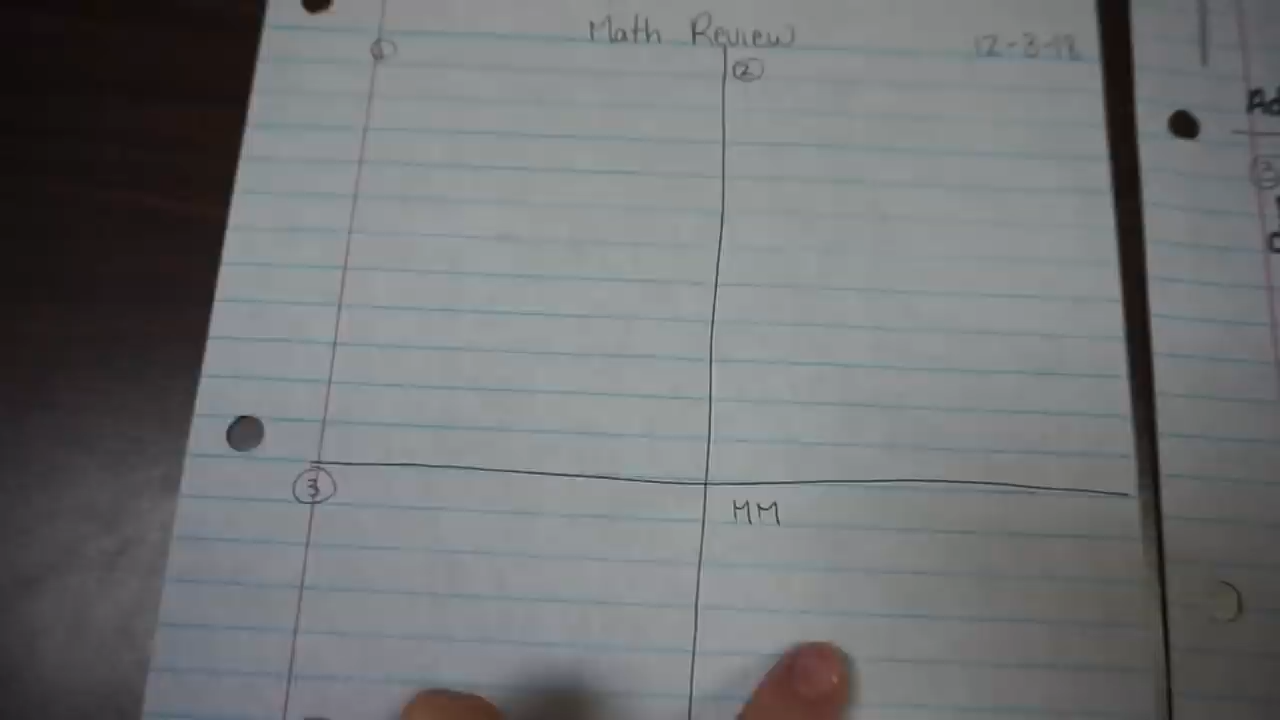 Math Review
12-3-12
①
②
③
MM